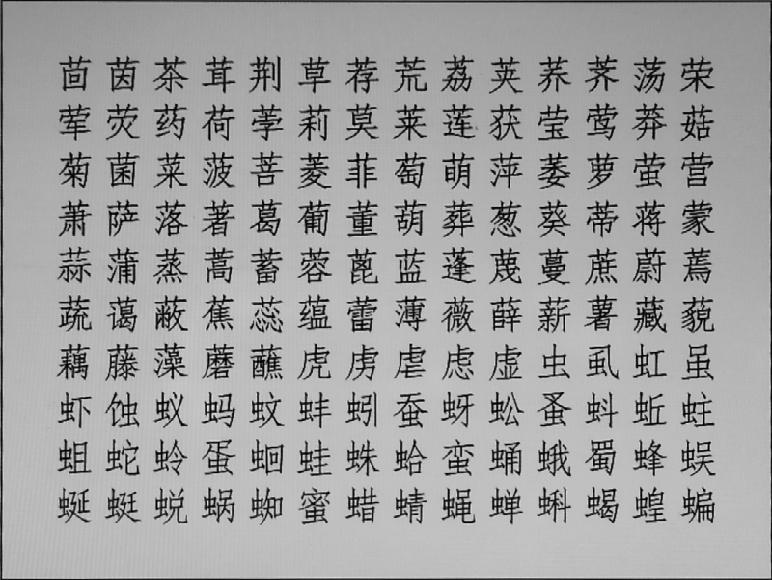 茴茵茶茸荆草荐荒荔荚荞荠荡荣
荤荧药荷荸莉莫莱莲获莹莺莽菇
菊菌菜菠菩菱菲萄萌萍萎萝萤营
萧萨落著葛葡董葫葬葱葵蒂蒋蒙
蒜蒲蒸蒿蓄蓉蓖蓝蓬蔑蔓蔗蔚蔫
蔬蔼蔽蕉蕊蕴蕾薄薇薛薪薯藏藐
藕藤藻蘑蘸虎虏虐虑虚虫虱虹虽
虾蚀蚁蚂蚊蚌蚓蚕蚜蚣蚤蚪蚯蛀
蛆蛇蛉蛋蛔蛙蛛蛤蛮蛹蛾蜀蜂蜈
蜒蜓蜕蜗蜘蜜蜡蜻蝇蝉蝌蝎蝗蝙